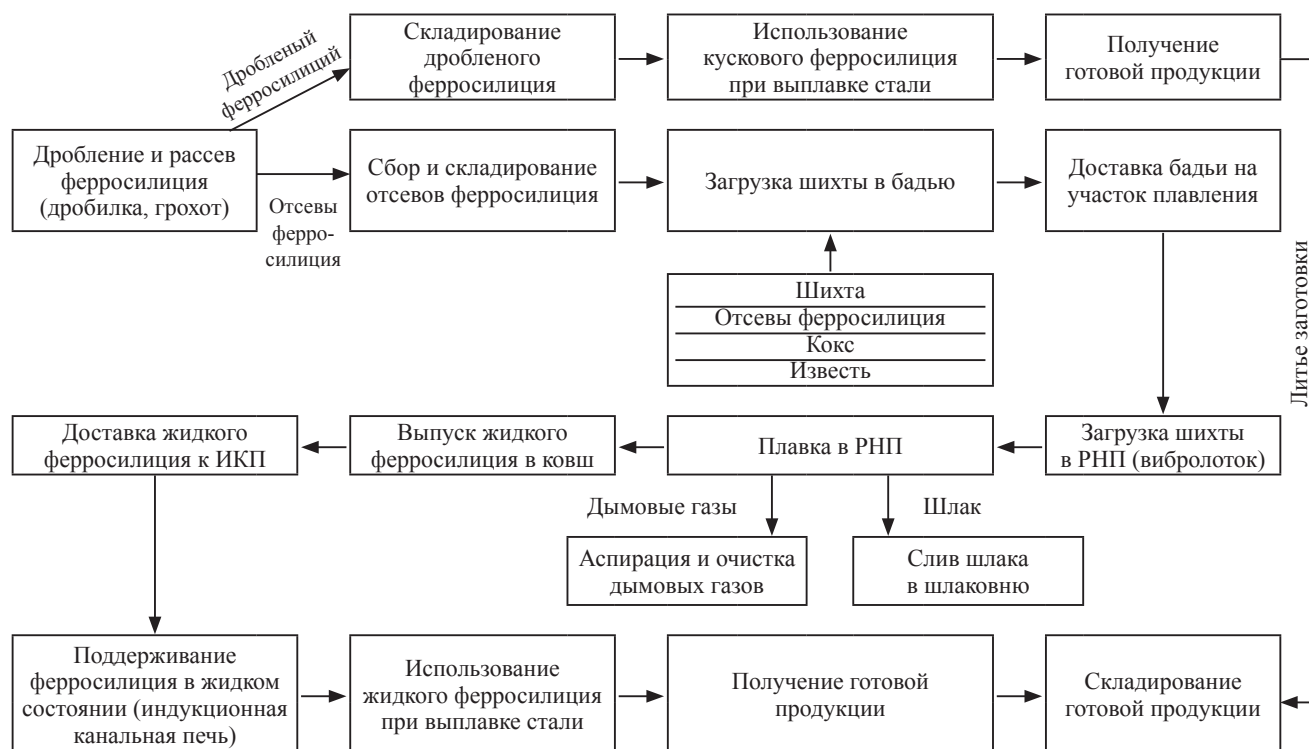 Дробленый
ферросилиций
Складирование
дробленого
ферросилиция
Использование
кускового ферросилиция
при выплавке стали
Получение
готовой продукции
Дробление и рассев
ферросилиция
(дробилка, грохот)
Отсевы
ферро-
силиция
Сбор и складирование
отсевов ферросилиция
Загрузка шихты в бадью
Доставка бадьи на
участок плавления
Шихта
Отсевы ферросилиция
Кокс
Известь
Литье заготовки
Доставка жидкого
ферросилиция к ИКП
Выпуск жидкого
ферросилиция в ковш
Плавка в РНП
Загрузка шихты
в РНП (вибролоток)
Дымовые газы
Шлак
Аспирация и очистка
дымовых газов
Слив шлака
в шлаковню
Поддерживание
ферросилиция в жидком
состоянии (индукционная
канальная печь)
Использование
жидкого ферросилиция
при выплавке стали
Получение готовой
продукции
Складирование
готовой продукции